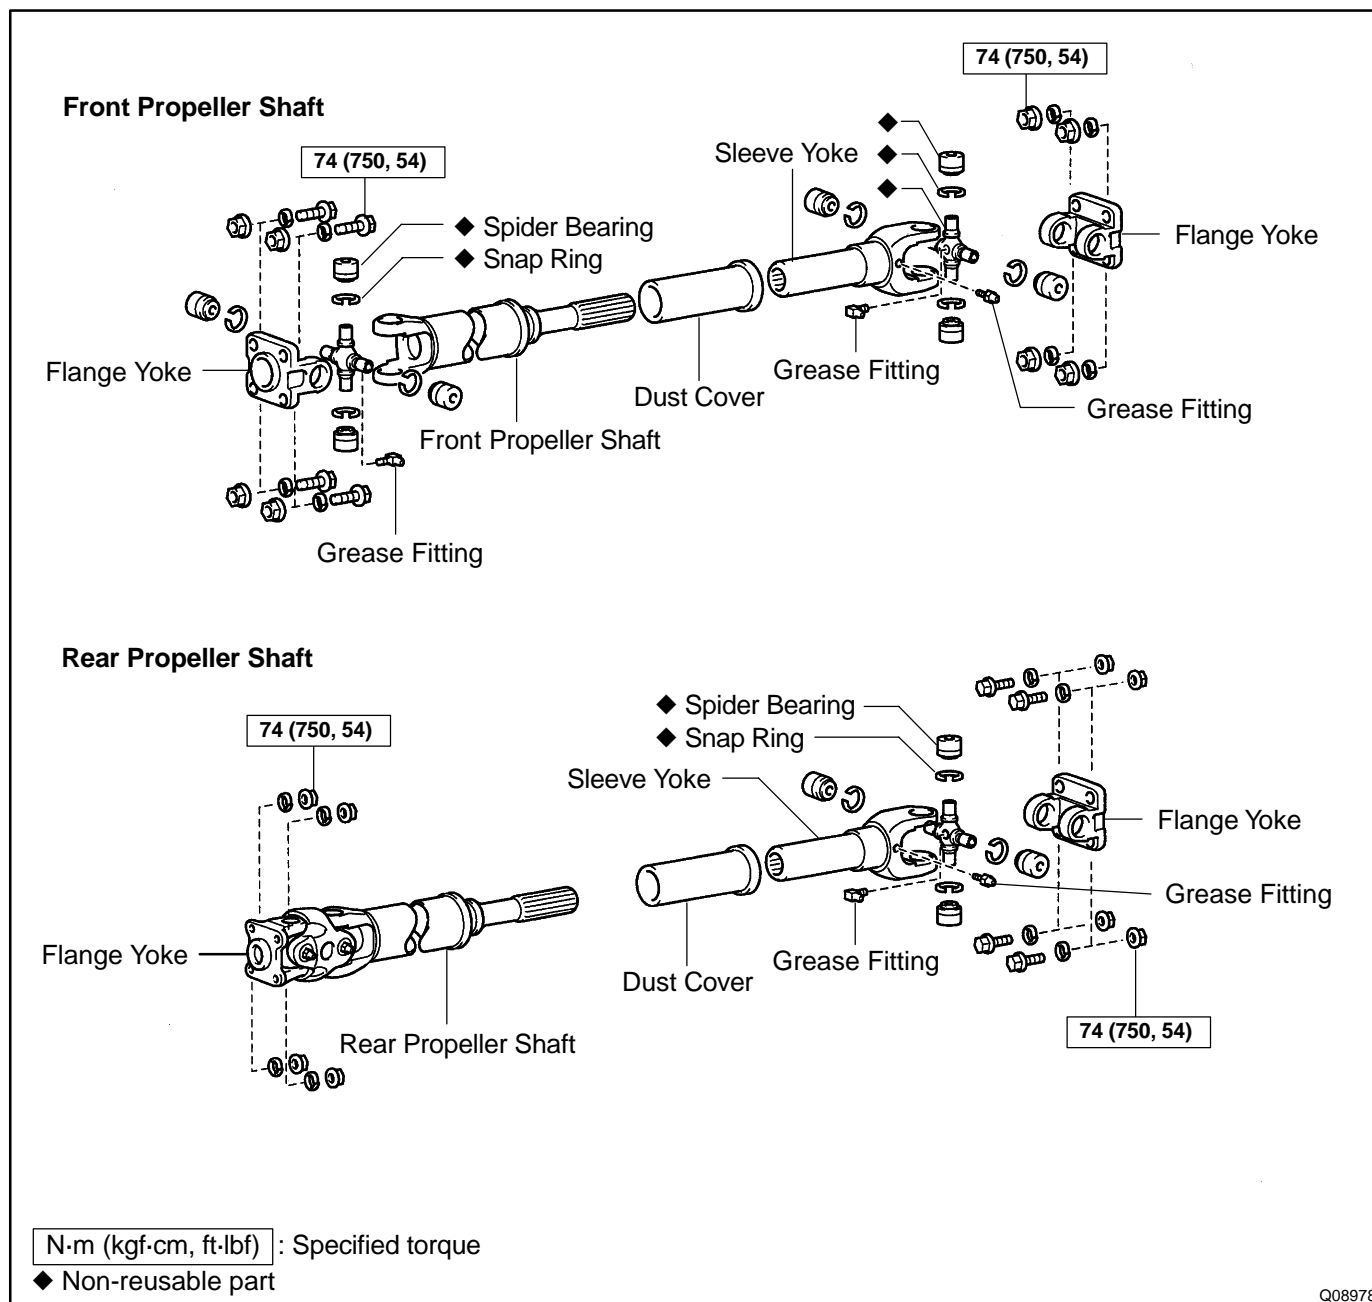 74 (750, 54)
Front Propeller Shaft
74 (750, 54)
◆
Sleeve Yoke
◆
◆
◆ Spider Bearing
◆ Snap Ring
Flange Yoke
Flange Yoke
Grease Fitting
Dust Cover
Grease Fitting
Front Propeller Shaft
Grease Fitting
Rear Propeller Shaft
74 (750, 54)
◆ Spider Bearing
◆ Snap Ring
Sleeve Yoke
Flange Yoke
Grease Fitting
Flange Yoke
Grease Fitting
Dust Cover
74 (750, 54)
Rear Propeller Shaft
N·m (kgf·cm, ft·lbf) : Specified torque
◆ Non-reusable part
Q08978